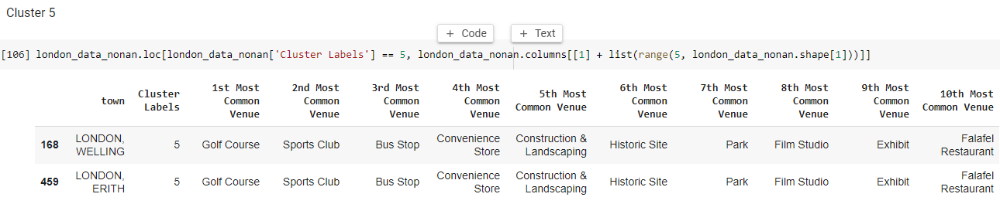 Cluster 5
+ Code + Text
[106] london_data_nonan.loc[london_data_nonan['Cluster Labels'] == 5, london_data_nonan.columns[[1] + list(range(5, london_data_nonan.shape[1]))]]
town Cluster Labels 1st Most Common Venue 2nd Most Common Venue 3rd Most Common Venue 4th Most Common Venue 5th Most Common Venue 6th Most Common Venue 7th Most Common Venue 8th Most Common Venue 9th Most Common Venue 10th Most Common Venue
168 LONDON, WELLING 5 Golf Course Sports Club Bus Stop Convenience Store Construction & Landscaping Historic Site Park Film Studio Exhibit Falafel Restaurant
459 LONDON, ERITH 5 Golf Course Sports Club Bus Stop Convenience Store Construction & Landscaping Historic Site Park Film Studio Exhibit Falafel Restaurant